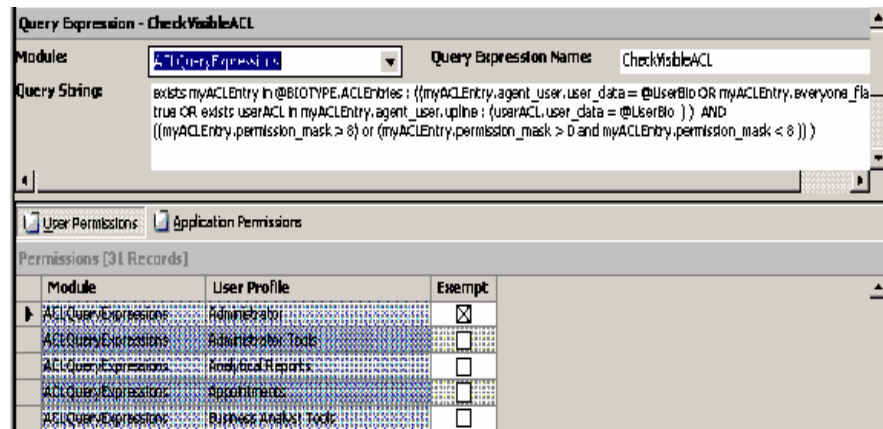 Query Expression - CheckVisibleACL
Module: ACLQueryExpressions Query Expression Name: CheckVisibleACL
Query String: exists myACLEntry in @BIOTYPE.ACLEntries : ((myACLEntry.agent_user.user_data = @UserBio OR myACLEntry.everyone_fla
true OR exists userACL in myACLEntry.agent_user.upline : (userACL.user_data = @UserBio ) ) AND
((myACLEntry.permission_mask > 8) or (myACLEntry.permission_mask > 0 and myACLEntry.permission_mask < 8 )) )
User Permissions Application Permissions
Permissions [31 Records]
Module User Profile Exempt
ACLQueryExpressions Administrator
ACLQueryExpressions Administrator Tools
ACLQueryExpressions Analytical Reports
ACLQueryExpressions Appointments
ACLQueryExpressions Business Analyst Tools